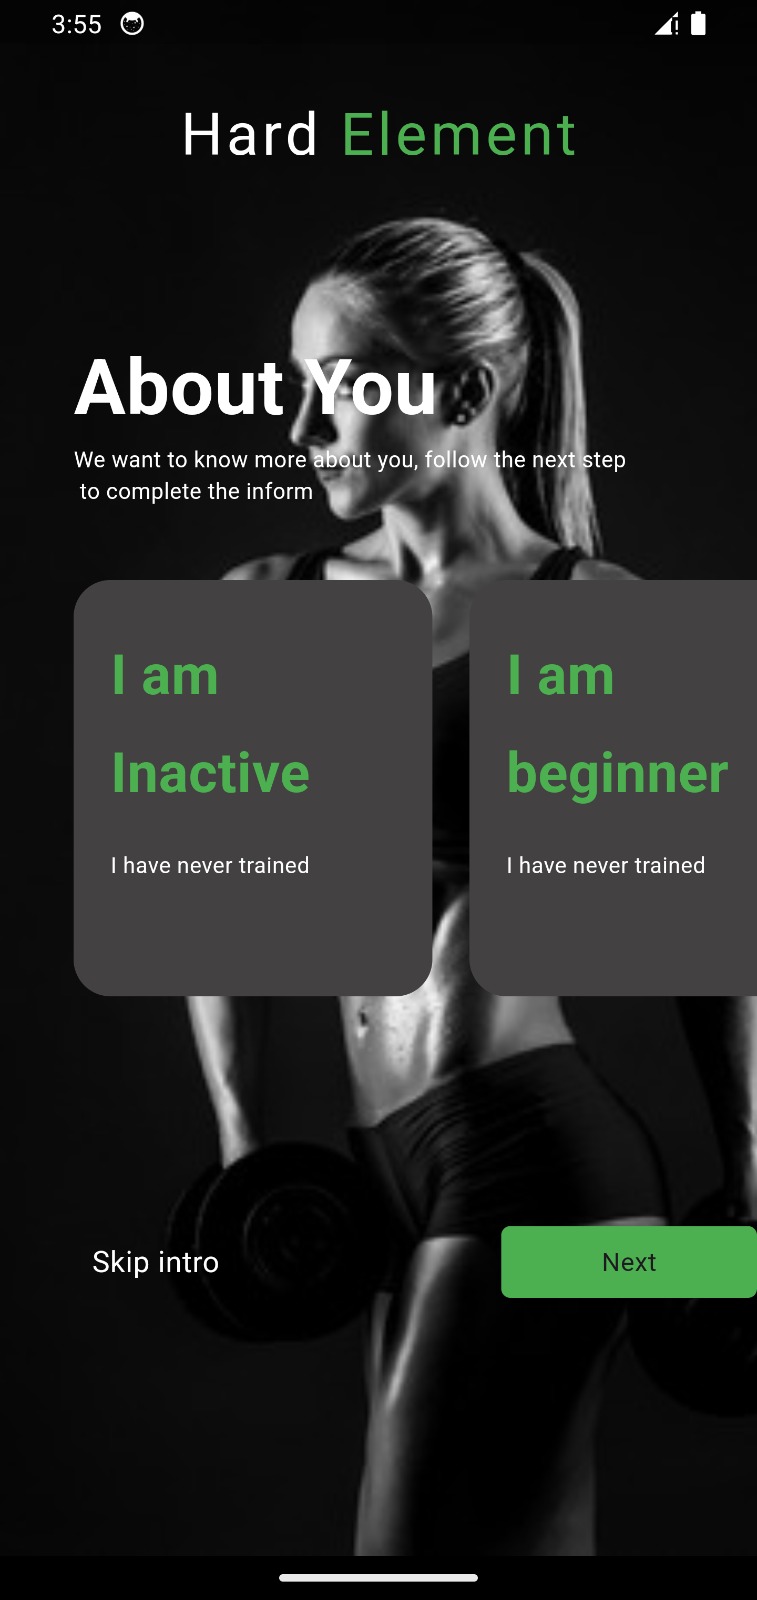 3:55
Hard Element
About You
We want to know more about you, follow the next step
to complete the inform
I am
Inactive
I have never trained
I am
beginner
I have never trained
Skip intro
Next